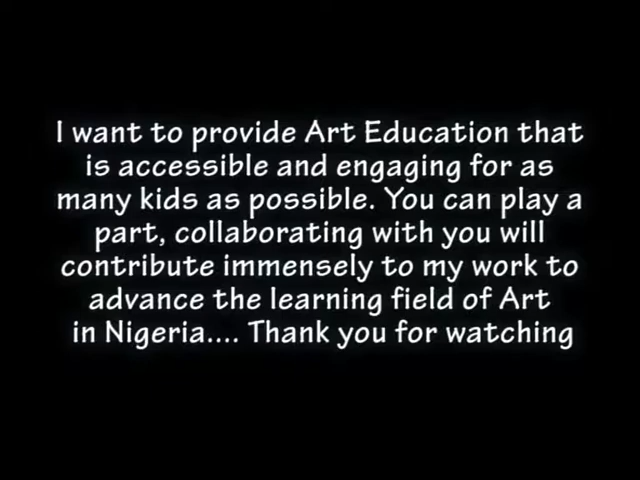 I want to provide Art Education that
is accessible and engaging for as
many kids as possible. You can play a
part, collaborating with you will
contribute immensely to my work to
advance the learning field of Art
in Nigeria.... Thank you for watching